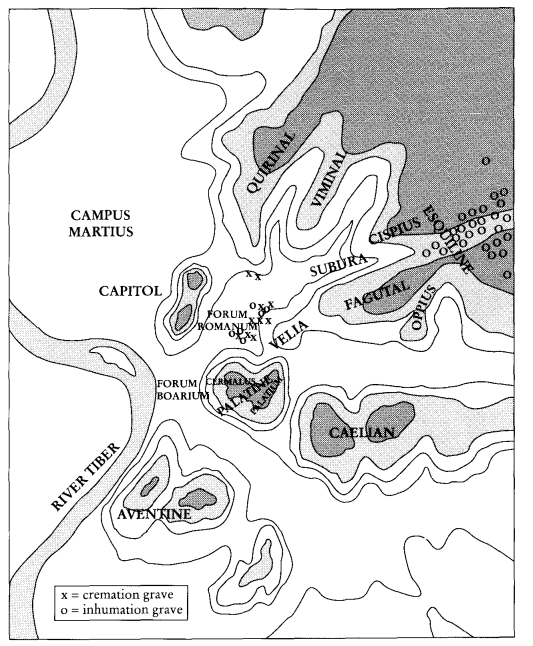 QUIRINAL
VIMINAL
CAMPUS
MARTIUS
ESQUILINE
CISPIUS
SUBURA
CAPITOL
FAGUTAL
OPPIUS
FORUM
ROMANUM
VELIA
FORUM
BOARIUM
CERMALUS
PALATINE
PALATIUM
CAELIAN
RIVER TIBER
AVENTINE
x = cremation grave
o = inhumation grave